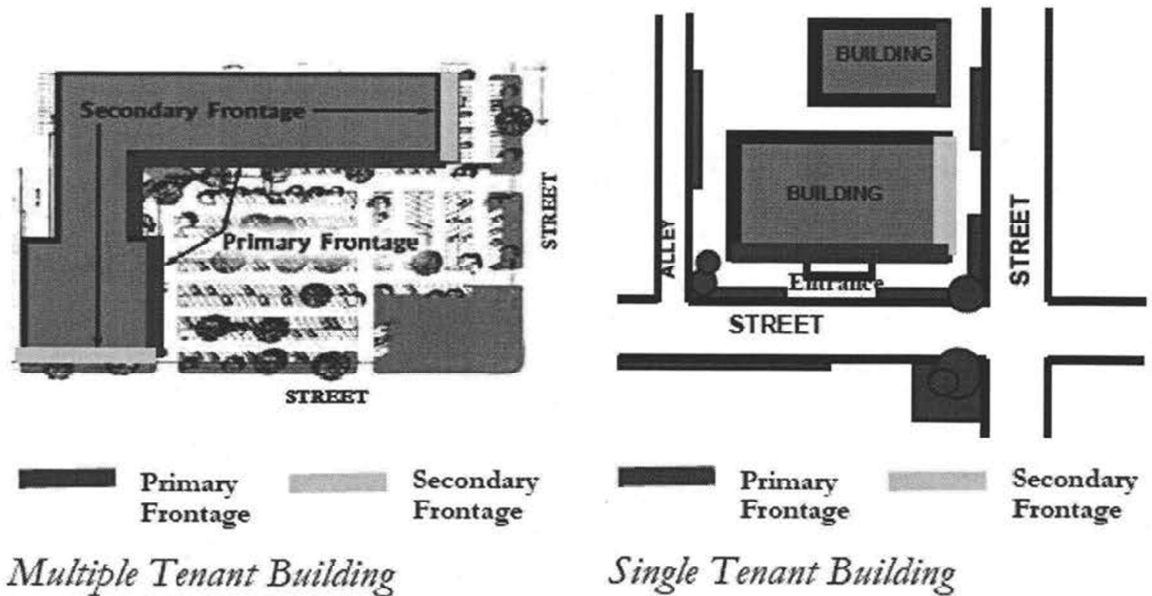 Secondary Frontage
Primary Frontage
STREET
STREET
Primary
Frontage
Secondary
Frontage
Multiple Tenant Building
BUILDING
BUILDING
ALLEY
STREET
Entrance
STREET
Primary
Frontage
Secondary
Frontage
Single Tenant Building